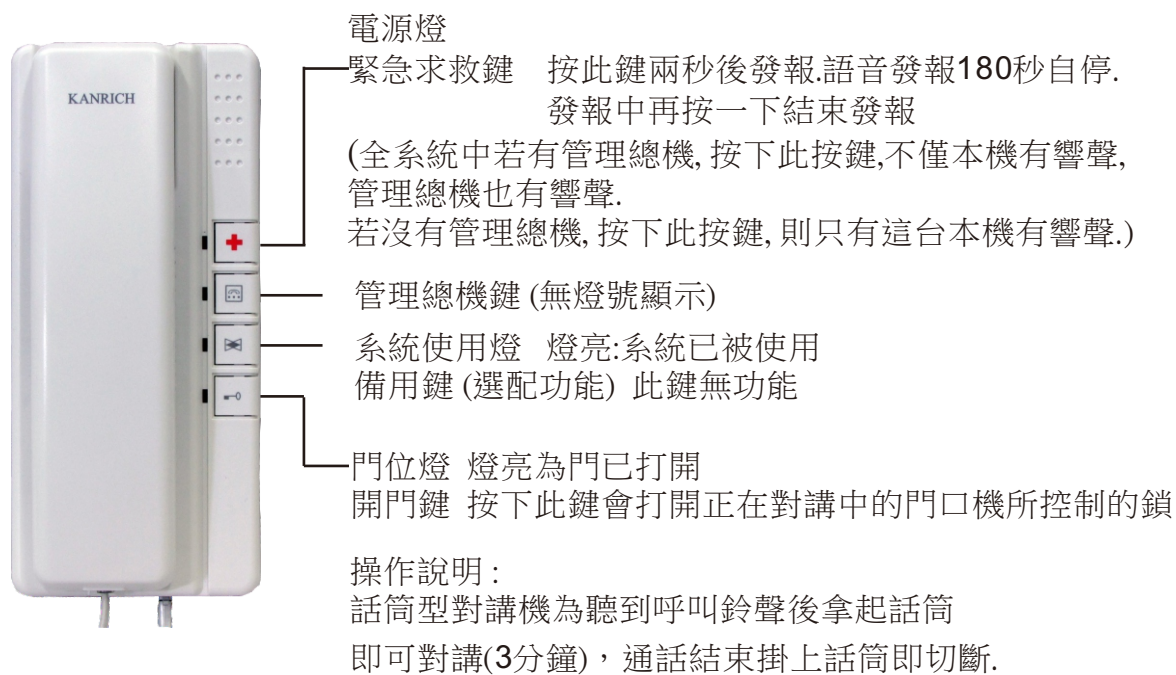 KANRICH
電源燈
緊急求救鍵 按此鍵兩秒後發報.語音發報180秒自停.
發報中再按一下結束發報
(全系統中若有管理總機, 按下此按鍵,不僅本機有響聲,
管理總機也有響聲.
若沒有管理總機, 按下此按鍵, 則只有這台本機有響聲.)
管理總機鍵 (無燈號顯示)
系統使用燈 燈亮:系統已被使用
備用鍵 (選配功能) 此鍵無功能
門位燈 燈亮為門已打開
開門鍵 按下此鍵會打開正在對講中的門口機所控制的鎖
操作說明 :
話筒型對講機為聽到呼叫鈴聲後拿起話筒
即可對講(3分鐘)，通話結束掛上話筒即切斷.